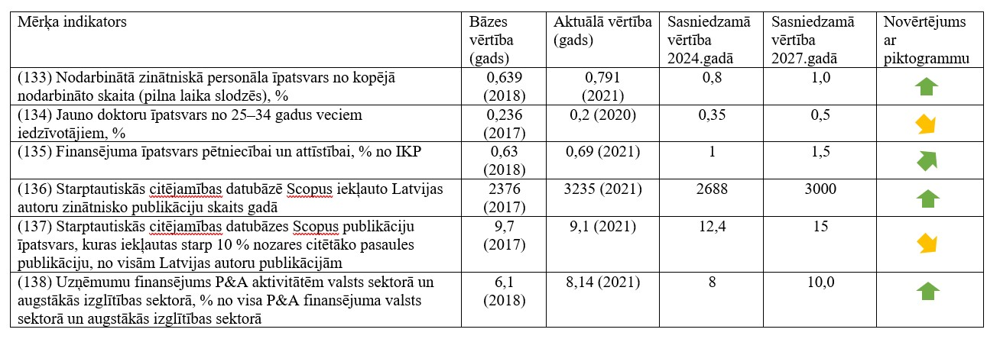 Mērķa indikators
Bāzes
vērtība
(gads)
Aktuālā vērtība
(gads)
Sasniedzamā
vērtība
2024.gadā
Sasniedzamā
vērtība
2027.gadā
Novērtējums
ar
piktogrammu
(133) Nodarbinātā zinātniskā personāla īpatsvars no kopējā
nodarbināto skaita (pilna laika slodzēs), %
0,639
(2018)
0,791
(2021)
0,8
1,0
(134) Jauno doktoru īpatsvars no 25–34 gadus veciem
iedzīvotājiem, %
0,236
(2017)
0,2 (2020)
0,35
0,5
(135) Finansējuma īpatsvars pētniecībai un attīstībai, % no IKP
0,63
(2018)
0,69 (2021)
1
1,5
(136) Starptautiskās citējamības datubāzē Scopus iekļauto Latvijas
autoru zinātnisko publikāciju skaits gadā
2376
(2017)
3235 (2021)
2688
3000
(137) Starptautiskās citējamības datubāzes Scopus publikāciju
īpatsvars, kuras iekļautas starp 10 % nozares citētāko pasaules
publikāciju, no visām Latvijas autoru publikācijām
9,7
(2017)
9,1 (2021)
12,4
15
(138) Uzņēmumu finansējums P&A aktivitātēm valsts sektorā un
augstākās izglītības sektorā, % no visa P&A finansējuma valsts
sektorā un augstākās izglītības sektorā
6,1
(2018)
8,14 (2021)
8
10,0